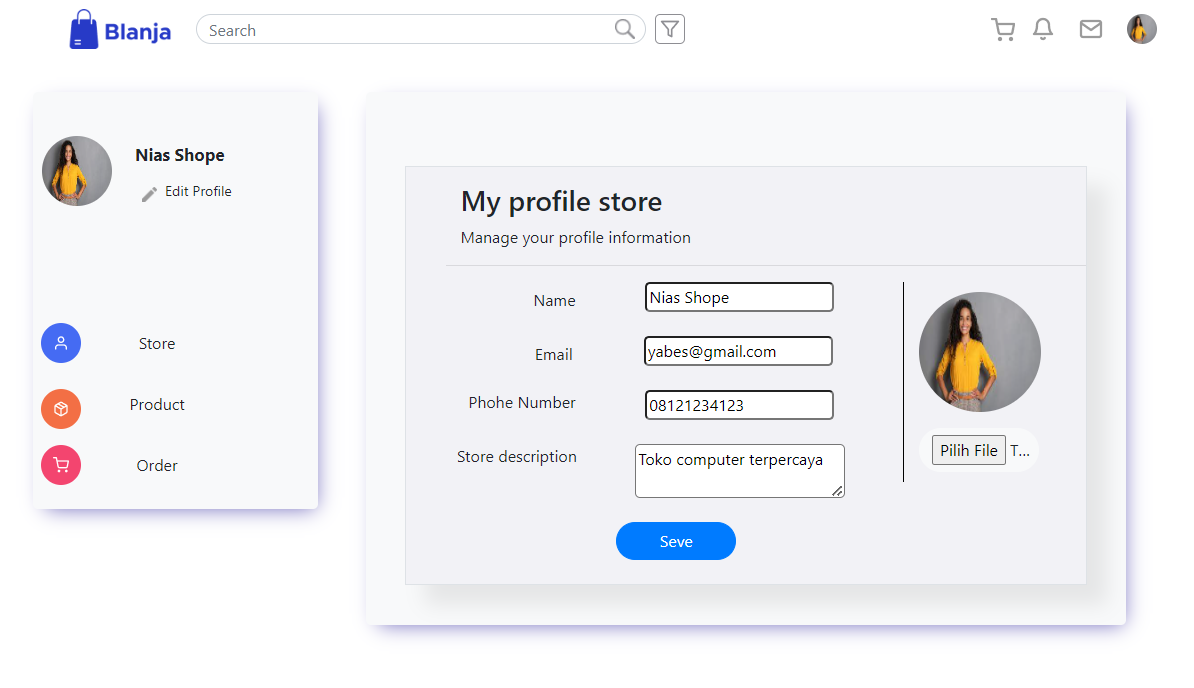 Blanja
Search
Nias Shope
Edit Profile
Store
Product
Order
My profile store
Manage your profile information
Name
Nias Shope
Email
yabes@gmail.com
Phohe Number
08121234123
Store description
Toko computer terpercaya
Pilih File T...
Seve